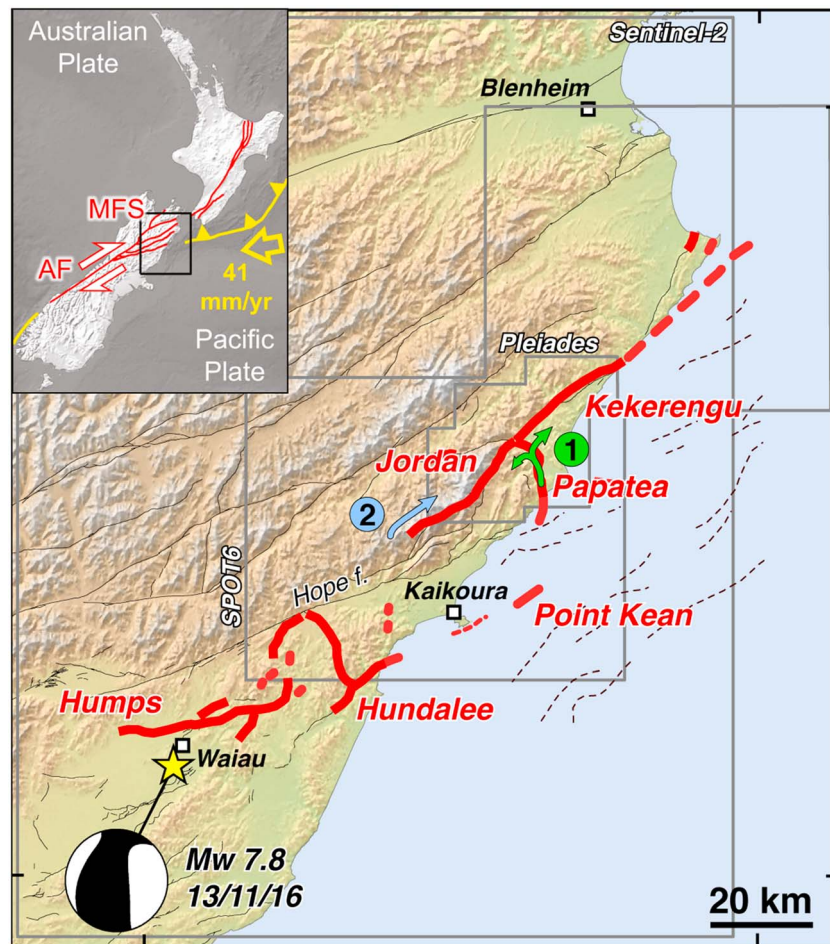 Australian
Plate
MFS
AF
41
mm/yr
Pacific
Plate
Sentinel-2
Blenheim
Pleiades
Kekerengu
Jordan
1
Papatea
2
SPOT6
Hope f.
Kaikoura
Point Kean
Humps
Hundalee
Waiau
Mw 7.8
13/11/16
20 km